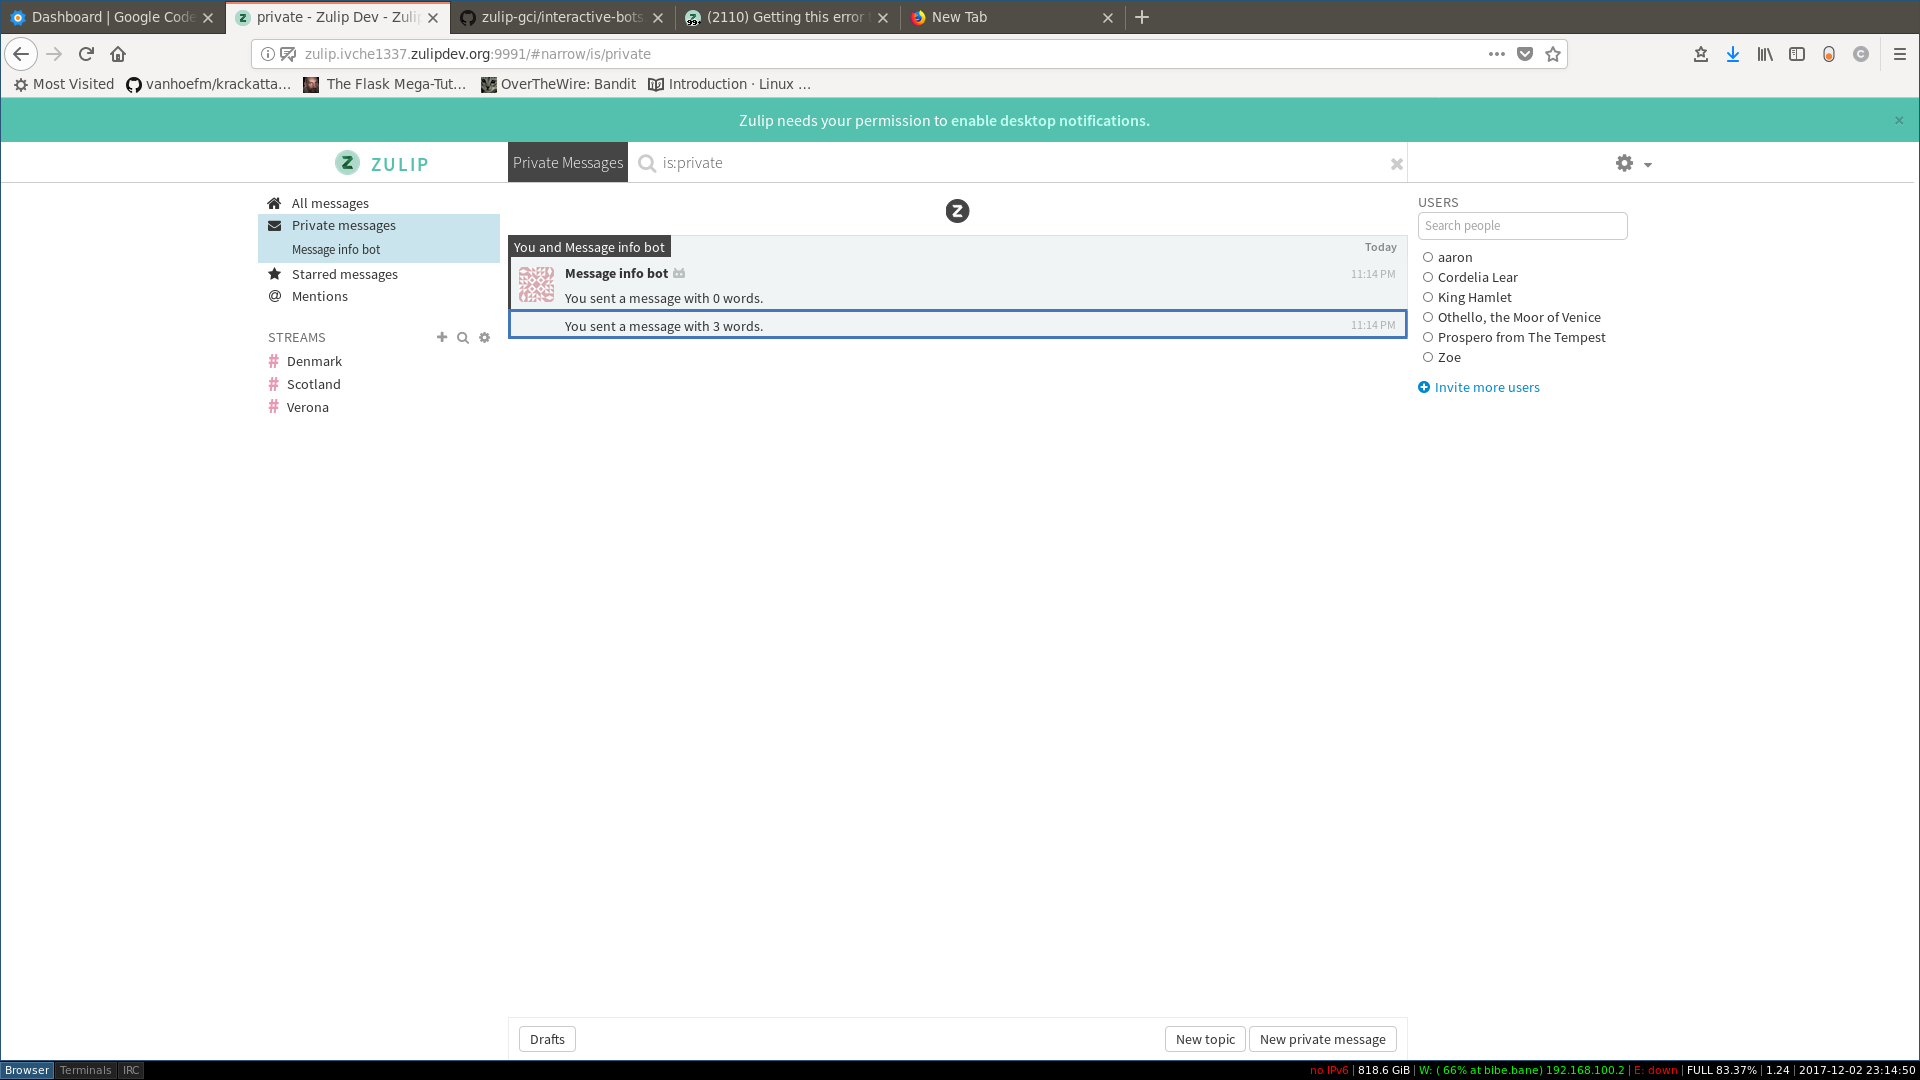 Dashboard | Google Code
private - Zulip Dev - Zulip
zulip-gci/interactive-bots
(2110) Getting this error
New Tab
zulip.ivche1337.zulipdev.org:9991/#narrow/is/private
Most Visited
vanhoefm/krackatta...
The Flask Mega-Tut...
OverTheWire: Bandit
Introduction · Linux ...
Zulip needs your permission to enable desktop notifications.
ZULIP
Private Messages
is:private
All messages
Private messages
Message info bot
Starred messages
Mentions
STREAMS
# Denmark
# Scotland
# Verona
You and Message info bot
Today
Message info bot
11:14 PM
You sent a message with 0 words.
You sent a message with 3 words.
11:14 PM
USERS
Search people
aaron
Cordelia Lear
King Hamlet
Othello, the Moor of Venice
Prospero from The Tempest
Zoe
Invite more users
Drafts
New topic
New private message
Browser
Terminals
IRC
no IPv6 | 818.6 GiB | W: ( 66% at bibe.bane) 192.168.100.2 | E: down | FULL 83.37% | 1.24 | 2017-12-02 23:14:50